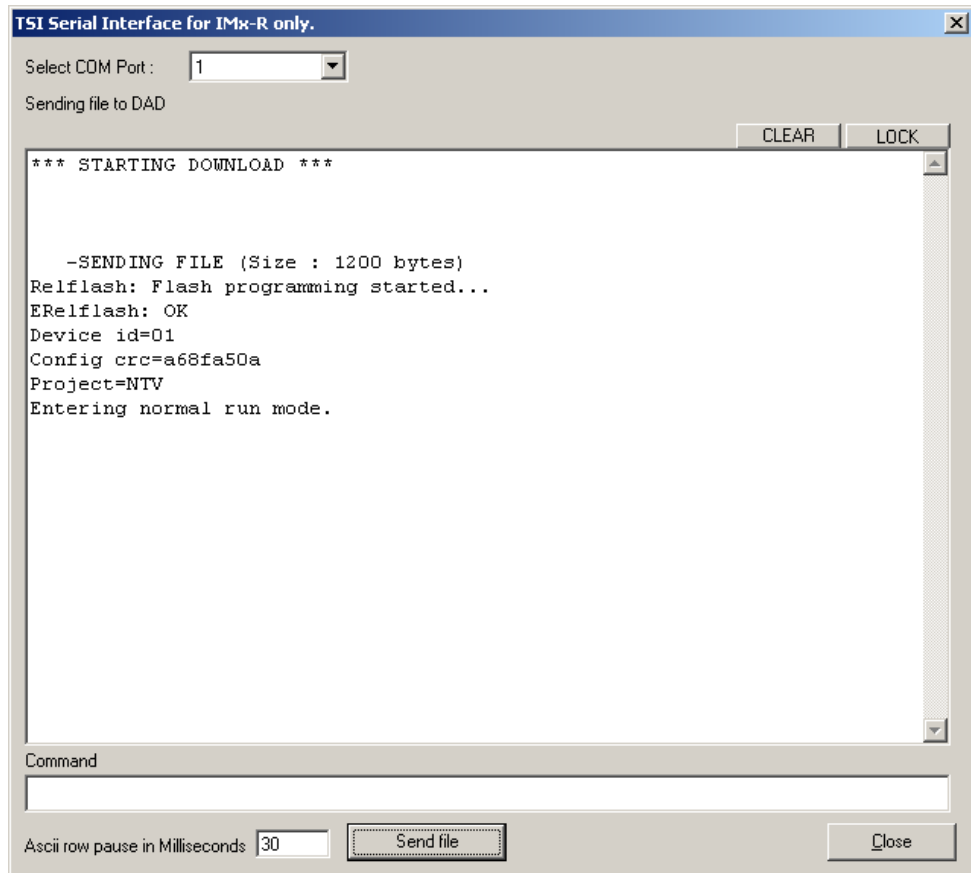 TSI Serial Interface for IMx-R only.
Select COM Port : 1
Sending file to DAD
CLEAR LOCK
*** STARTING DOWNLOAD ***
-SENDING FILE (Size : 1200 bytes)
Relflash: Flash programming started...
ERelflash: OK
Device id=01
Config crc=a68fa50a
Project=NTV
Entering normal run mode.
Command
Ascii row pause in Milliseconds 30 Send file Close